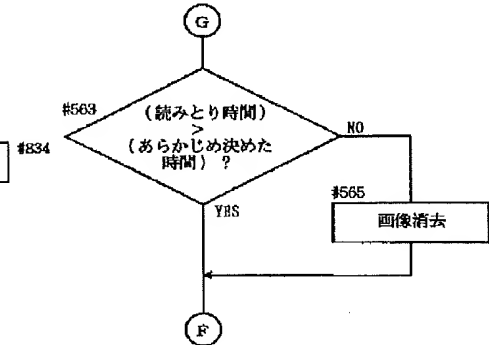 G
#563
(読みとり時間)
>
(あらかじめ決めた
時間) ?
NO
#834
YES
#565
画像消去
F